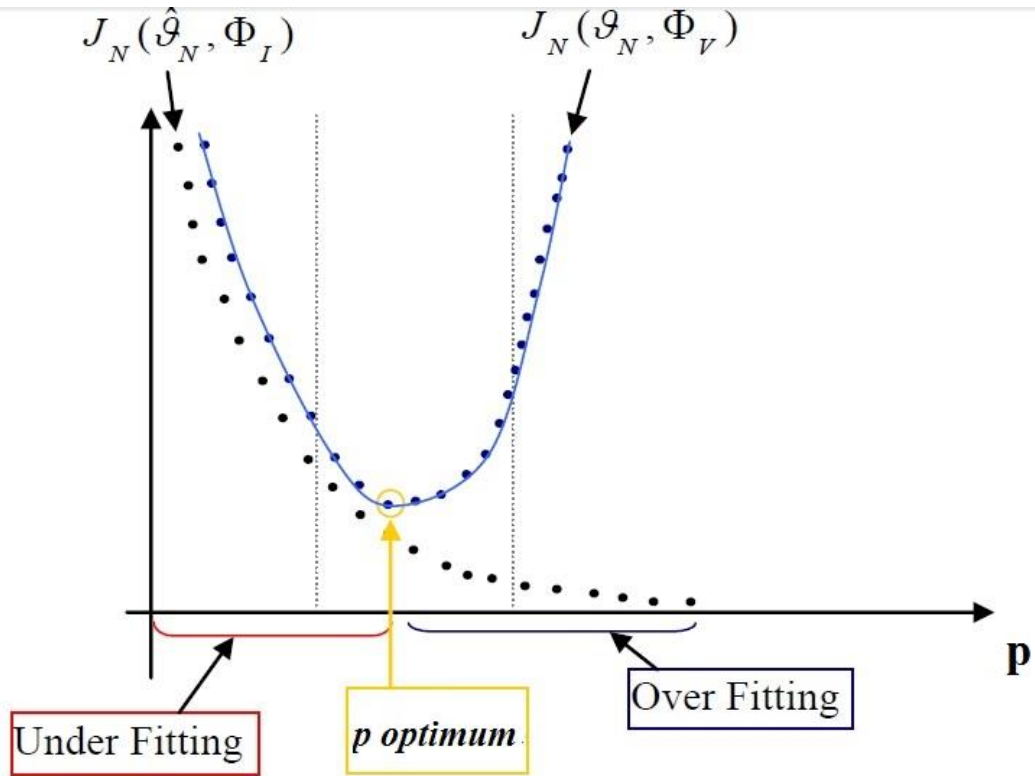 J_N(ϑ̂_N, Φ_I)
J_N(ϑ_N, Φ_V)
p
Under Fitting
p optimum
Over Fitting